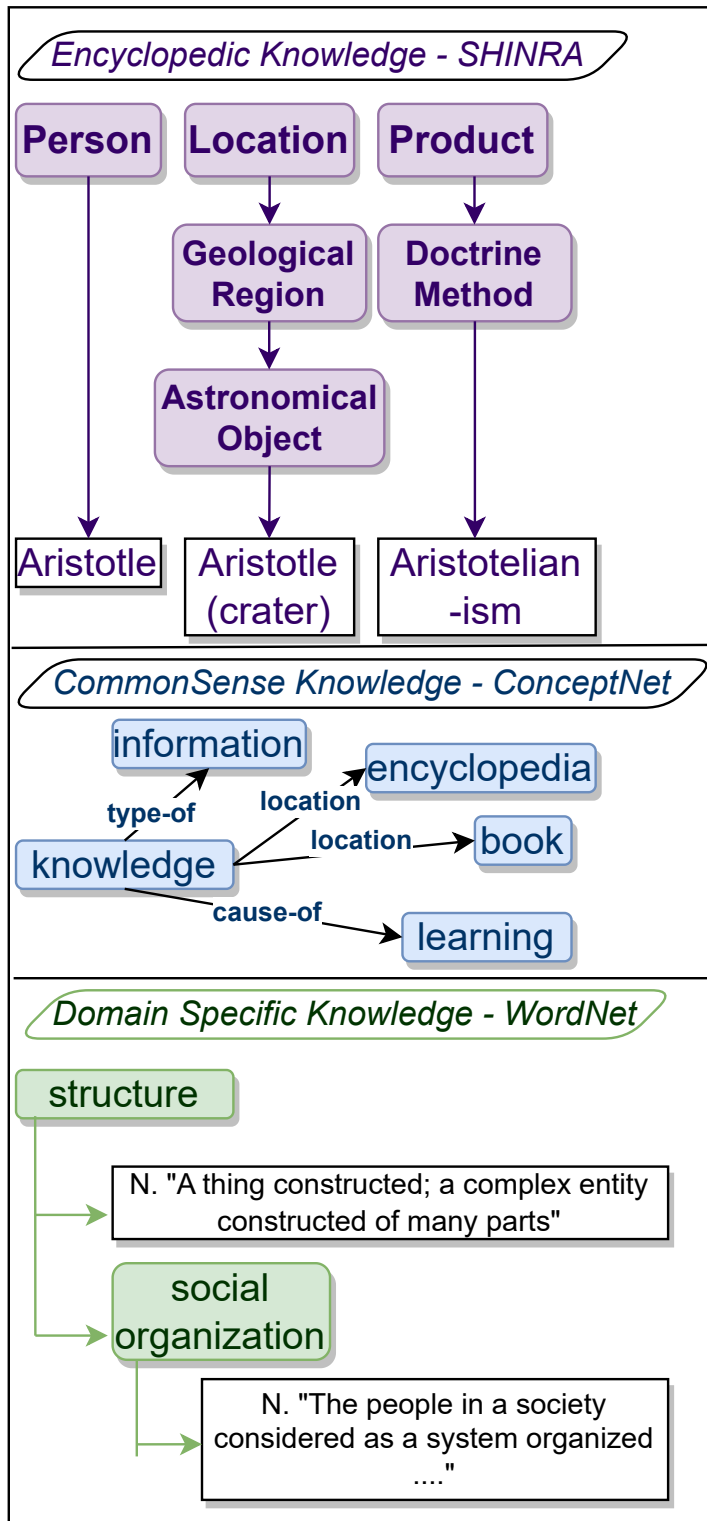 Encyclopedic Knowledge - SHINRA
Person
Location
Product
Geological
Region
Doctrine
Method
Astronomical
Object
Aristotle
Aristotle
(crater)
Aristotelian
-ism
CommonSense Knowledge - ConceptNet
information
encyclopedia
location
type-of
location
book
knowledge
cause-of
learning
Domain Specific Knowledge - WordNet
structure
N. "A thing constructed; a complex entity
constructed of many parts"
social
organization
N. "The people in a society
considered as a system organized
...."